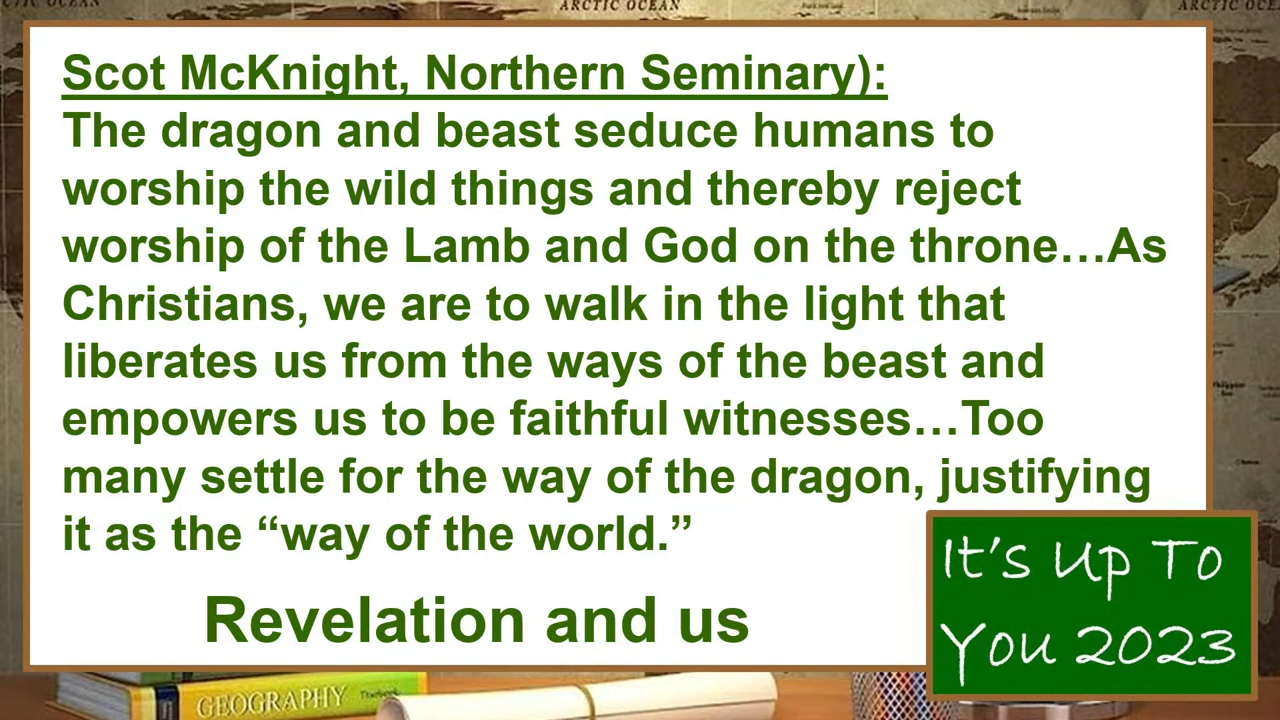 ARCTIC OCEAN
Scot McKnight, Northern Seminary):
The dragon and beast seduce humans to
worship the wild things and thereby reject
worship of the Lamb and God on the throne…As
Christians, we are to walk in the light that
liberates us from the ways of the beast and
empowers us to be faithful witnesses…Too
many settle for the way of the dragon, justifying
it as the “way of the world.”
Revelation and us
It's Up To
You 2023
GEOGRAPHY